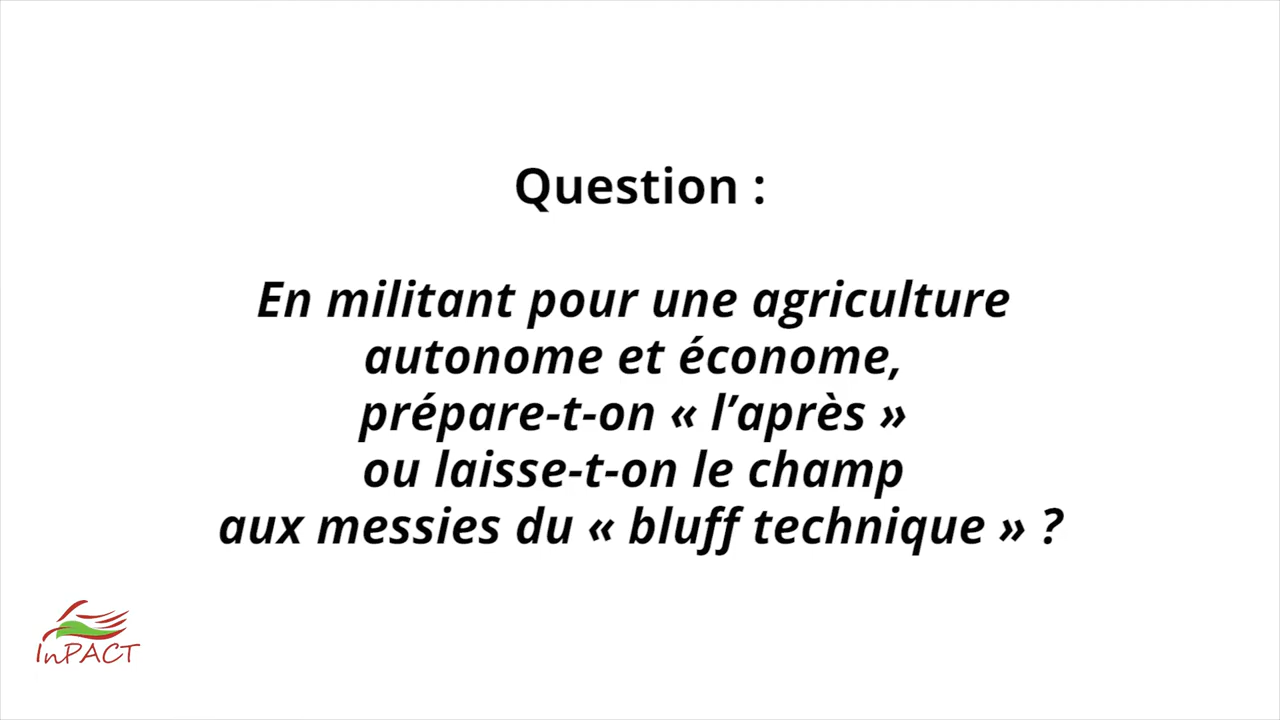 Question :
En militant pour une agriculture
autonome et économe,
prépare-t-on « l’après »
ou laisse-t-on le champ
aux messies du « bluff technique » ?
InPACT